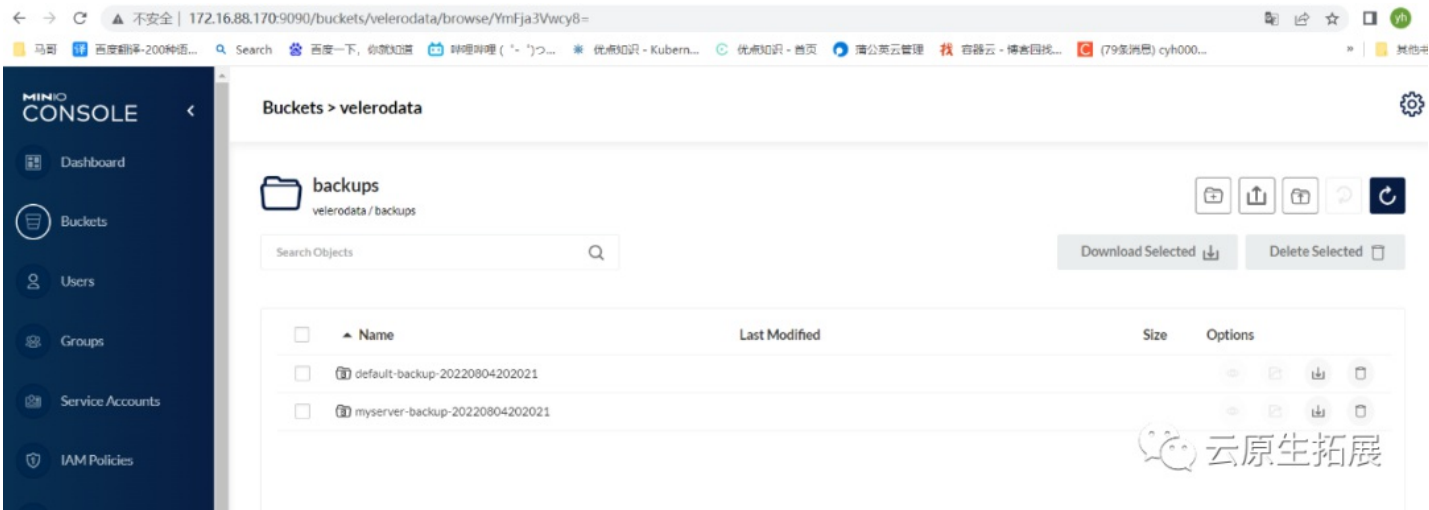 不安全 | 172.16.88.170:9090/buckets/velerodata/browse/YmFja3Vwcy8=
yh
马哥 译 百度翻译-200种语... Search 百度一下，你就知道 哔哩哔哩 ( ゜- ゜)つ... 优点知识 - Kubern... 优点知识 - 首页 蒲公英云管理 找 容器云 - 博客园找... C (79条消息) cyh000... »
MINIO
CONSOLE
Buckets > velerodata
Dashboard
backups
velerodata / backups
Buckets
Search Objects
Download Selected
Delete Selected
Users
Name Last Modified Size Options
Groups
default-backup-20220804202021
Service Accounts
myserver-backup-20220804202021
云原生拓展
IAM Policies